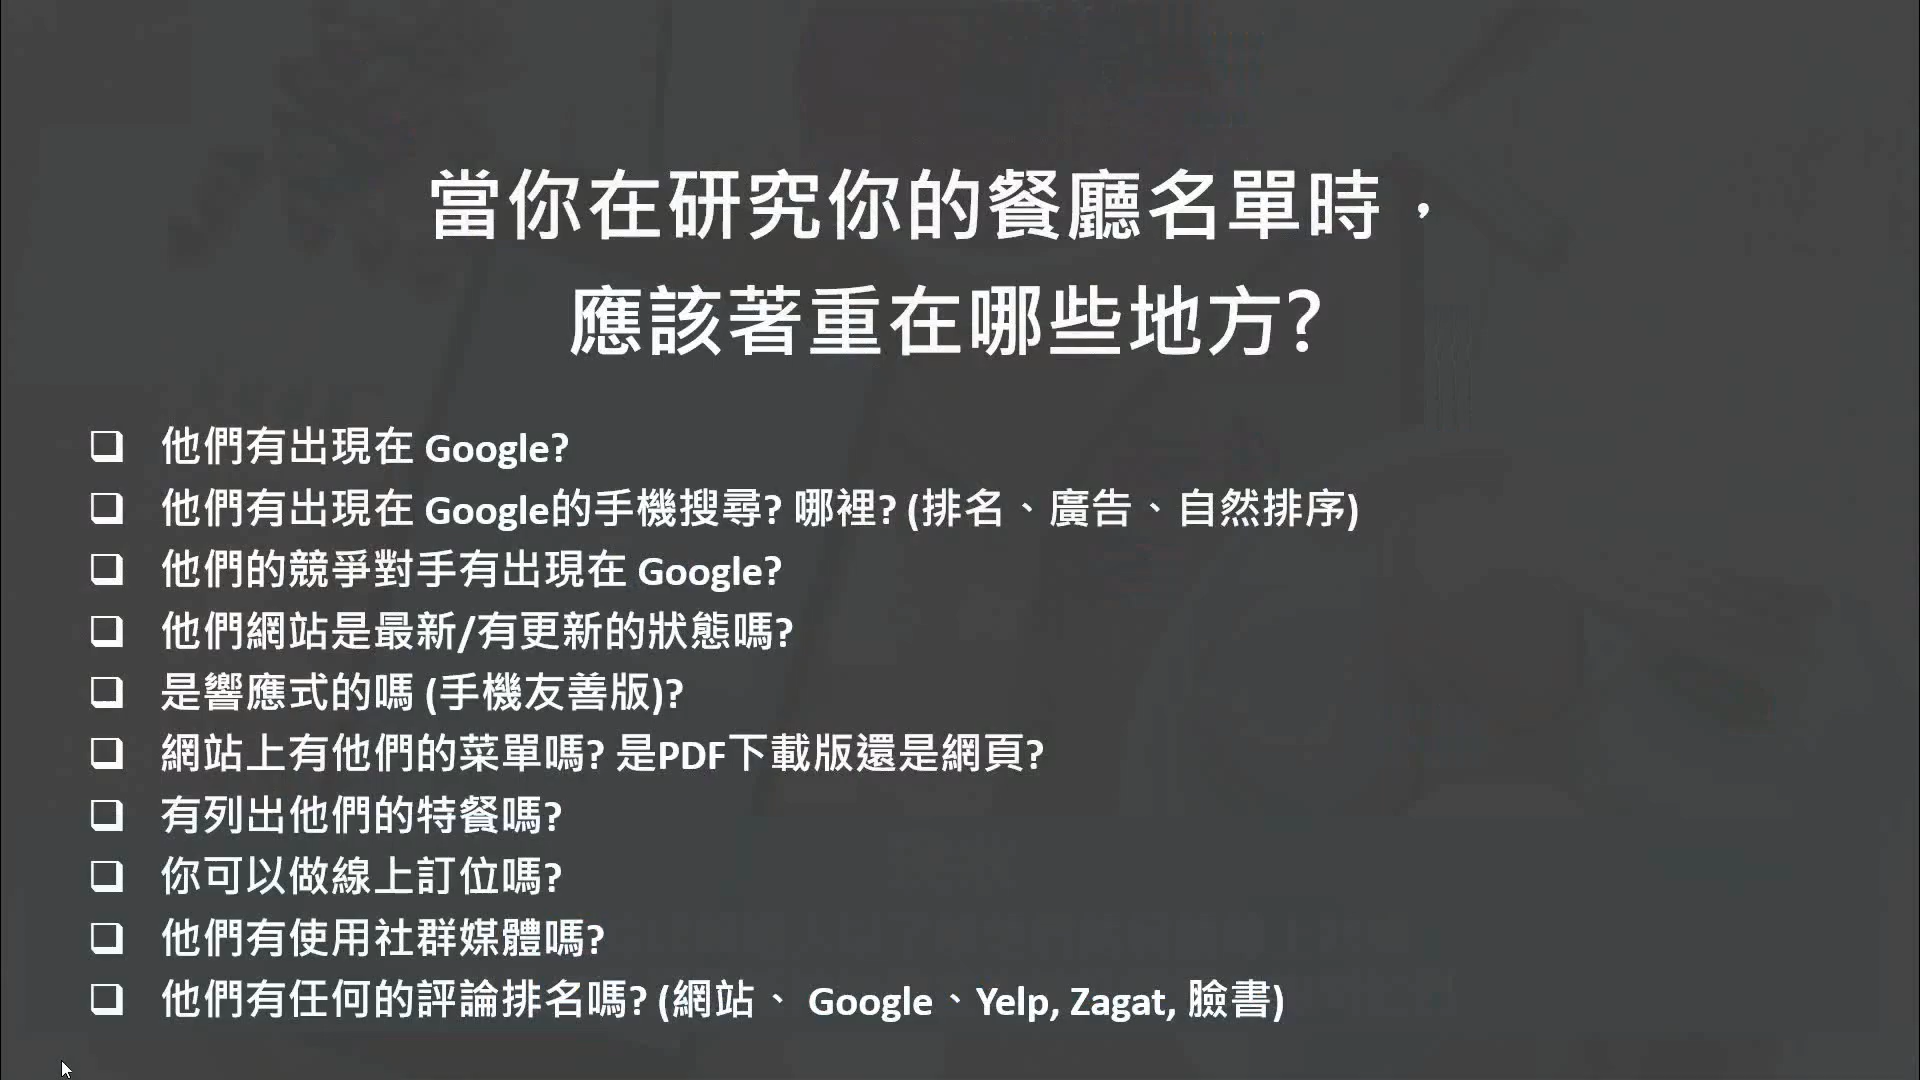 當你在研究你的餐廳名單時，
應該著重在哪些地方?
❑ 他們有出現在 Google?
❑ 他們有出現在 Google的手機搜尋? 哪裡? (排名、廣告、自然排序)
❑ 他們的競爭對手有出現在 Google?
❑ 他們網站是最新/有更新的狀態嗎?
❑ 是響應式的嗎 (手機友善版)?
❑ 網站上有他們的菜單嗎? 是PDF下載版還是網頁?
❑ 有列出他們的特餐嗎?
❑ 你可以做線上訂位嗎?
❑ 他們有使用社群媒體嗎?
❑ 他們有任何的評論排名嗎? (網站、 Google、Yelp, Zagat, 臉書)